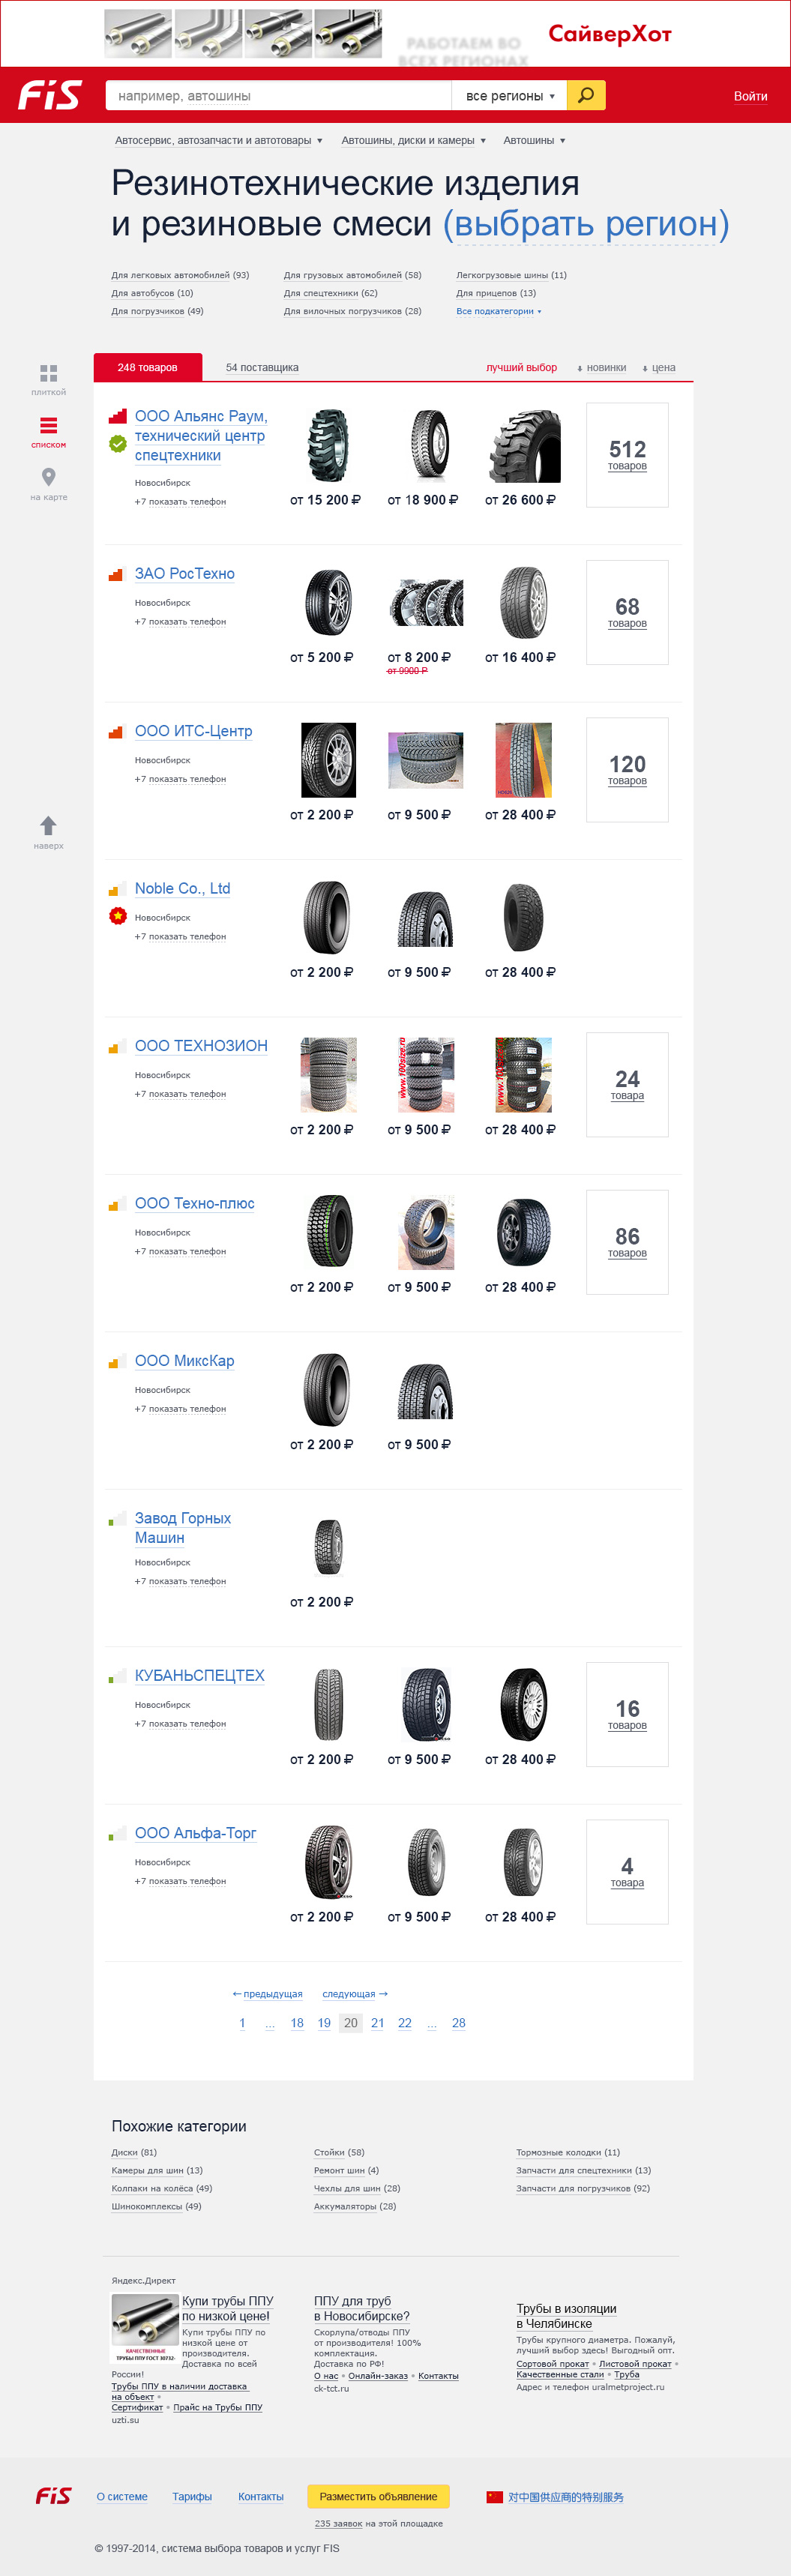 РАБОТАЕМ ВО
ВСЕХ РЕГИОНАХ
СайверХот
FiS
например, автошины
все регионы
Войти
Автосервис, автозапчасти и автотовары
Автошины, диски и камеры
Автошины
Резинотехнические изделия
и резиновые смеси (выбрать регион)
Для легковых автомобилей (93)
Для грузовых автомобилей (58)
Легкогрузовые шины (11)
Для автобусов (10)
Для спецтехники (62)
Для прицепов (13)
Для погрузчиков (49)
Для вилочных погрузчиков (28)
Все подкатегории
248 товаров
54 поставщика
лучший выбор
новинки
цена
плиткой
списком
на карте
наверх
ООО Альянс Раум,
технический центр
спецтехники
Новосибирск
+7 показать телефон
от 15 200 ₽
от 18 900 ₽
от 26 600 ₽
512
товаров
ЗАО РосТехно
Новосибирск
+7 показать телефон
от 5 200 ₽
от 8 200 ₽
от 9900 ₽
от 16 400 ₽
68
товаров
ООО ИТС-Центр
Новосибирск
+7 показать телефон
от 2 200 ₽
от 9 500 ₽
от 28 400 ₽
120
товаров
Noble Co., Ltd
Новосибирск
+7 показать телефон
от 2 200 ₽
от 9 500 ₽
от 28 400 ₽
ООО ТЕХНОЗИОН
Новосибирск
+7 показать телефон
www.100size.ru
от 2 200 ₽
от 9 500 ₽
от 28 400 ₽
24
товара
ООО Техно-плюс
Новосибирск
+7 показать телефон
от 2 200 ₽
от 9 500 ₽
от 28 400 ₽
86
товаров
ООО МиксКар
Новосибирск
+7 показать телефон
от 2 200 ₽
от 9 500 ₽
Завод Горных
Машин
Новосибирск
+7 показать телефон
от 2 200 ₽
КУБАНЬСПЕЦТЕХ
Новосибирск
+7 показать телефон
от 2 200 ₽
от 9 500 ₽
от 28 400 ₽
16
товаров
ООО Альфа-Торг
Новосибирск
+7 показать телефон
от 2 200 ₽
от 9 500 ₽
от 28 400 ₽
4
товара
← предыдущая
следующая →
1 ... 18 19 20 21 22 ... 28
Похожие категории
Диски (81)
Стойки (58)
Тормозные колодки (11)
Камеры для шин (13)
Ремонт шин (4)
Запчасти для спецтехники (13)
Колпаки на колёса (49)
Чехлы для шин (28)
Запчасти для погрузчиков (92)
Шинокомплексы (49)
Аккумуляторы (28)
Яндекс.Директ
КАЧЕСТВЕННЫЕ
ТРУБЫ ППУ ГОСТ 30732-
Купи трубы ППУ
по низкой цене!
Купи трубы ППУ по
низкой цене от
производителя.
Доставка по всей
России!
Трубы ППУ в наличии доставка
на объект •
Сертификат • Прайс на Трубы ППУ
uzti.su
ППУ для труб
в Новосибирске?
Скорлупа/отводы ППУ
от производителя! 100%
комплектация.
Доставка по РФ!
О нас • Онлайн-заказ • Контакты
ck-tct.ru
Трубы в изоляции
в Челябинске
Трубы крупного диаметра. Пожалуй,
лучший выбор здесь! Выгодный опт.
Сортовой прокат • Листовой прокат •
Качественные стали • Труба
Адрес и телефон uralmetproject.ru
FiS
О системе
Тарифы
Контакты
Разместить объявление
对中国供应商的特别服务
235 заявок на этой площадке
© 1997-2014, система выбора товаров и услуг FIS